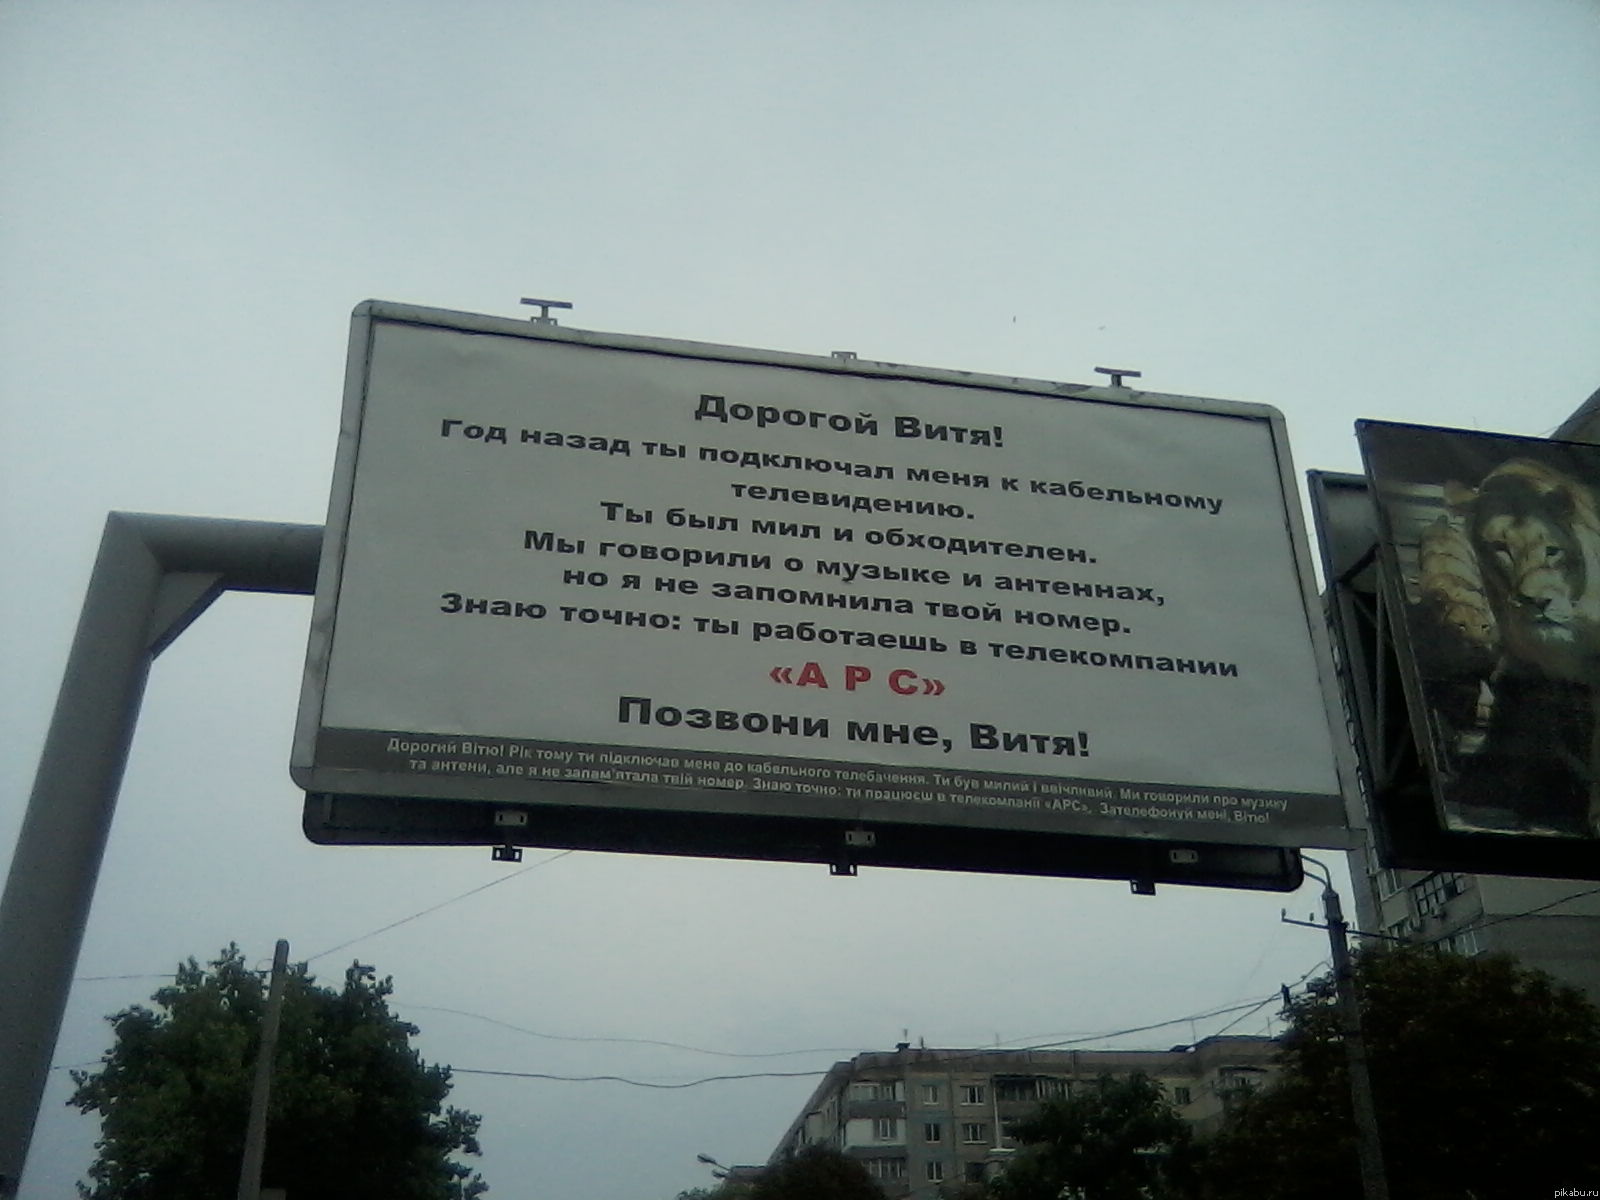 Дорогой Витя!
Год назад ты подключал меня к кабельному
телевидению.
Ты был мил и обходителен.
Мы говорили о музыке и антеннах,
но я не запомнила твой номер.
Знаю точно: ты работаешь в телекомпании
«А Р С»
Позвони мне, Витя!
Дорогий Вітю! Рік тому ти підключав мене до кабельного телебачення. Ти був милий і ввічливий. Ми говорили про музику
та антени, але я не запам'ятала твій номер. Знаю точно: ти працюєш в телекомпанії «АРС». Зателефонуй мені, Вітю!
pikabu.ru